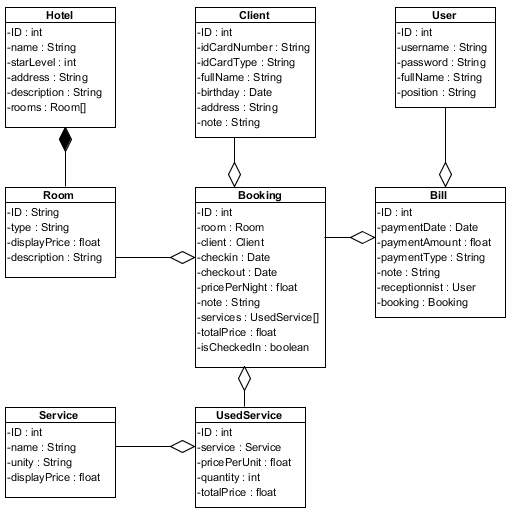 Hotel
-ID : int
-name : String
-starLevel : int
-address : String
-description : String
-rooms : Room[]
Client
-ID : int
-idCardNumber : String
-idCardType : String
-fullName : String
-birthday : Date
-address : String
-note : String
User
-ID : int
-username : String
-password : String
-fullName : String
-position : String
Room
-ID : String
-type : String
-displayPrice : float
-description : String
Booking
-ID : int
-room : Room
-client : Client
-checkin : Date
-checkout : Date
-pricePerNight : float
-note : String
-services : UsedService[]
-totalPrice : float
-isCheckedIn : boolean
Bill
-ID : int
-paymentDate : Date
-paymentAmount : float
-paymentType : String
-note : String
-receptionnist : User
-booking : Booking
Service
-ID : int
-name : String
-unity : String
-displayPrice : float
UsedService
-ID : int
-service : Service
-pricePerUnit : float
-quantity : int
-totalPrice : float